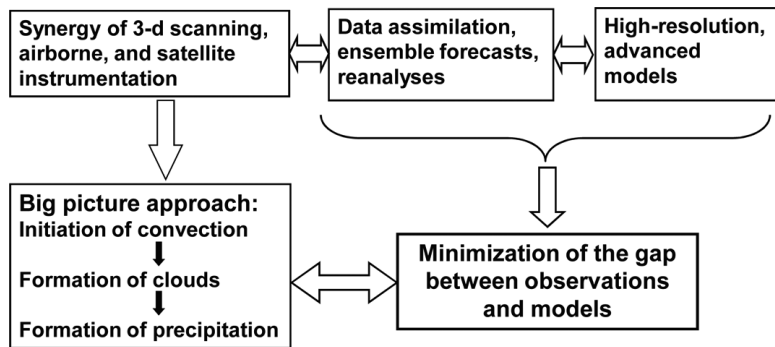 Synergy of 3-d scanning,
airborne, and satellite
instrumentation
Data assimilation,
ensemble forecasts,
reanalyses
High-resolution,
advanced
models
Big picture approach:
Initiation of convection
Formation of clouds
Formation of precipitation
Minimization of the gap
between observations
and models